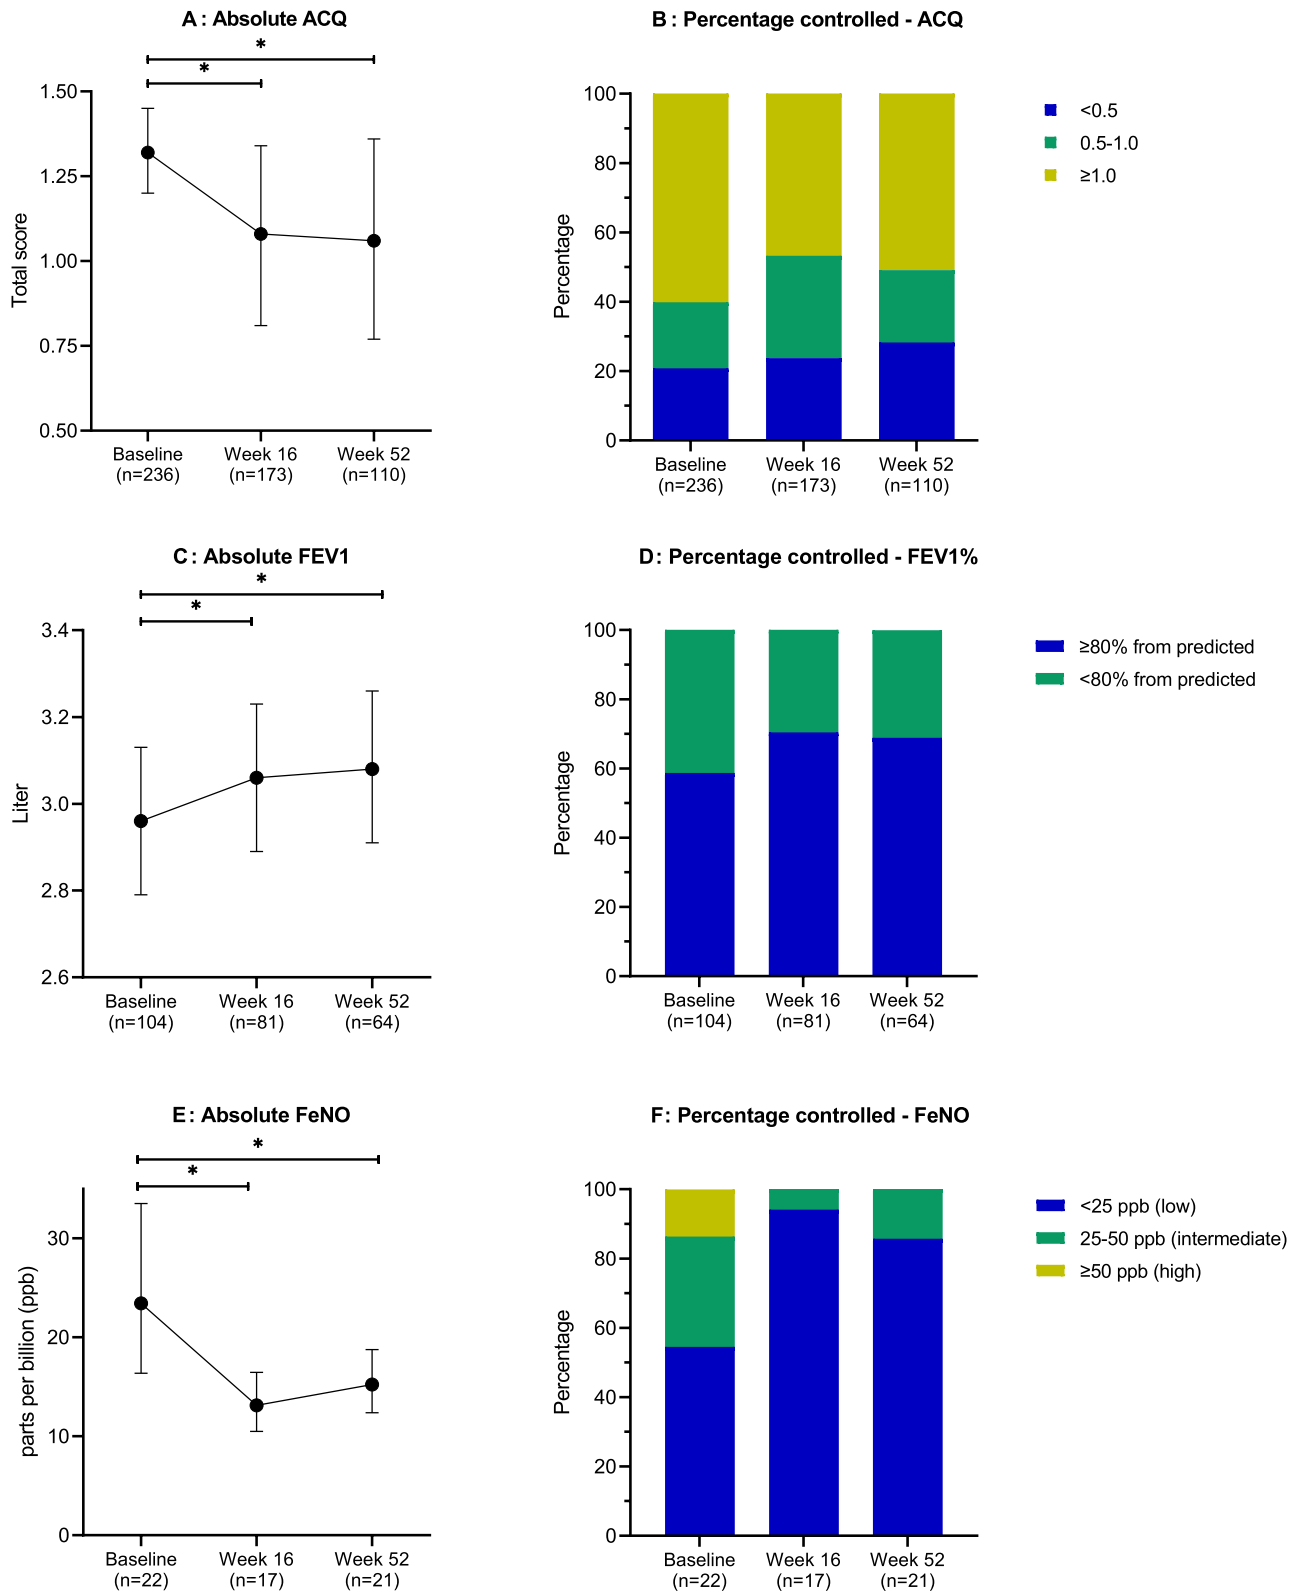 A: Absolute ACQ
*
*
Total score
1.50
1.25
1.00
0.75
0.50
Baseline Week 16 Week 52
(n=236) (n=173) (n=110)
B: Percentage controlled - ACQ
Percentage
100
80
60
40
20
0
Baseline Week 16 Week 52
(n=236) (n=173) (n=110)
<0.5
0.5-1.0
≥1.0
C: Absolute FEV1
*
*
Liter
3.4
3.2
3.0
2.8
2.6
Baseline Week 16 Week 52
(n=104) (n=81) (n=64)
D: Percentage controlled - FEV1%
Percentage
100
80
60
40
20
0
Baseline Week 16 Week 52
(n=104) (n=81) (n=64)
≥80% from predicted
<80% from predicted
E: Absolute FeNO
*
*
parts per billion (ppb)
30
20
10
0
Baseline Week 16 Week 52
(n=22) (n=17) (n=21)
F: Percentage controlled - FeNO
Percentage
100
80
60
40
20
0
Baseline Week 16 Week 52
(n=22) (n=17) (n=21)
<25 ppb (low)
25-50 ppb (intermediate)
≥50 ppb (high)